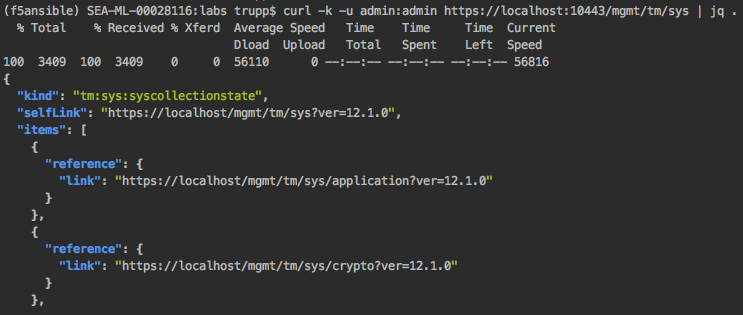 (f5ansible) SEA-ML-00028116:labs trupp$ curl -k -u admin:admin https://localhost:10443/mgmt/tm/sys | jq .
  % Total    % Received % Xferd  Average Speed   Time    Time     Time  Current
                                 Dload  Upload   Total   Spent    Left  Speed
100  3409  100  3409    0     0  56110      0 --:--:-- --:--:-- --:--:-- 56816
{
  "kind": "tm:sys:syscollectionstate",
  "selfLink": "https://localhost/mgmt/tm/sys?ver=12.1.0",
  "items": [
    {
      "reference": {
        "link": "https://localhost/mgmt/tm/sys/application?ver=12.1.0"
      }
    },
    {
      "reference": {
        "link": "https://localhost/mgmt/tm/sys/crypto?ver=12.1.0"
      }
    },